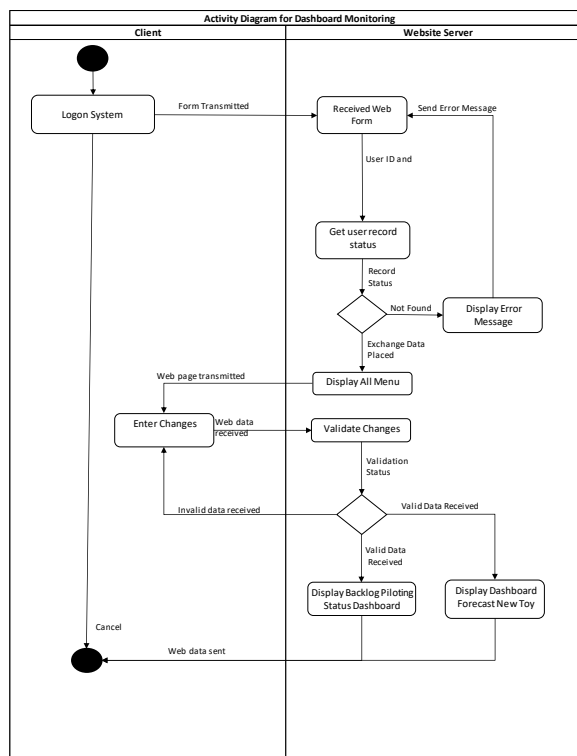 Activity Diagram for Dashboard Monitoring
Client
Website Server
Logon System
Form Transmitted
Received Web
Form
Send Error Message
User ID and
Get user record
status
Record
Status
Not Found
Display Error
Message
Exchange Data
Placed
Web page transmitted
Display All Menu
Enter Changes
Web data
received
Validate Changes
Validation
Status
Invalid data received
Valid Data Received
Valid Data
Received
Display Backlog Piloting
Status Dashboard
Display Dashboard
Forecast New Toy
Cancel
Web data sent